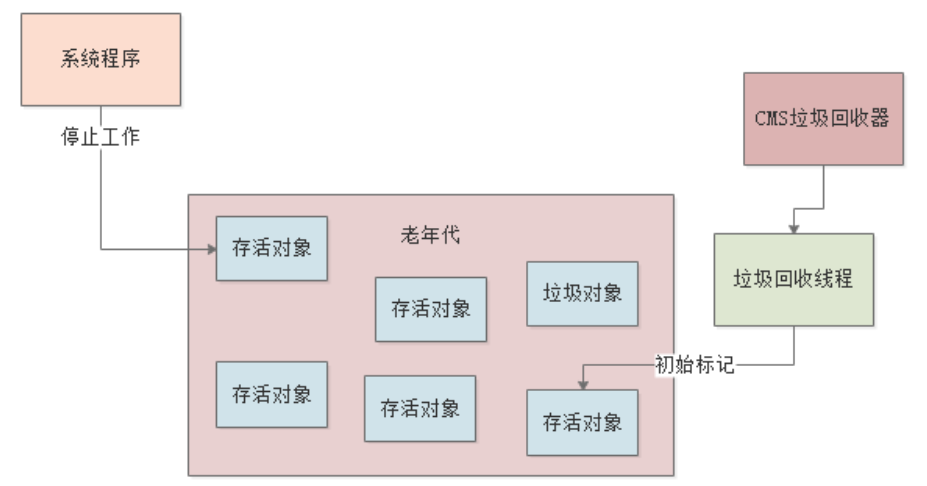 系统程序
停止工作
CMS垃圾回收器
老年代
存活对象
垃圾对象
存活对象
垃圾回收线程
初始标记
存活对象
存活对象
存活对象